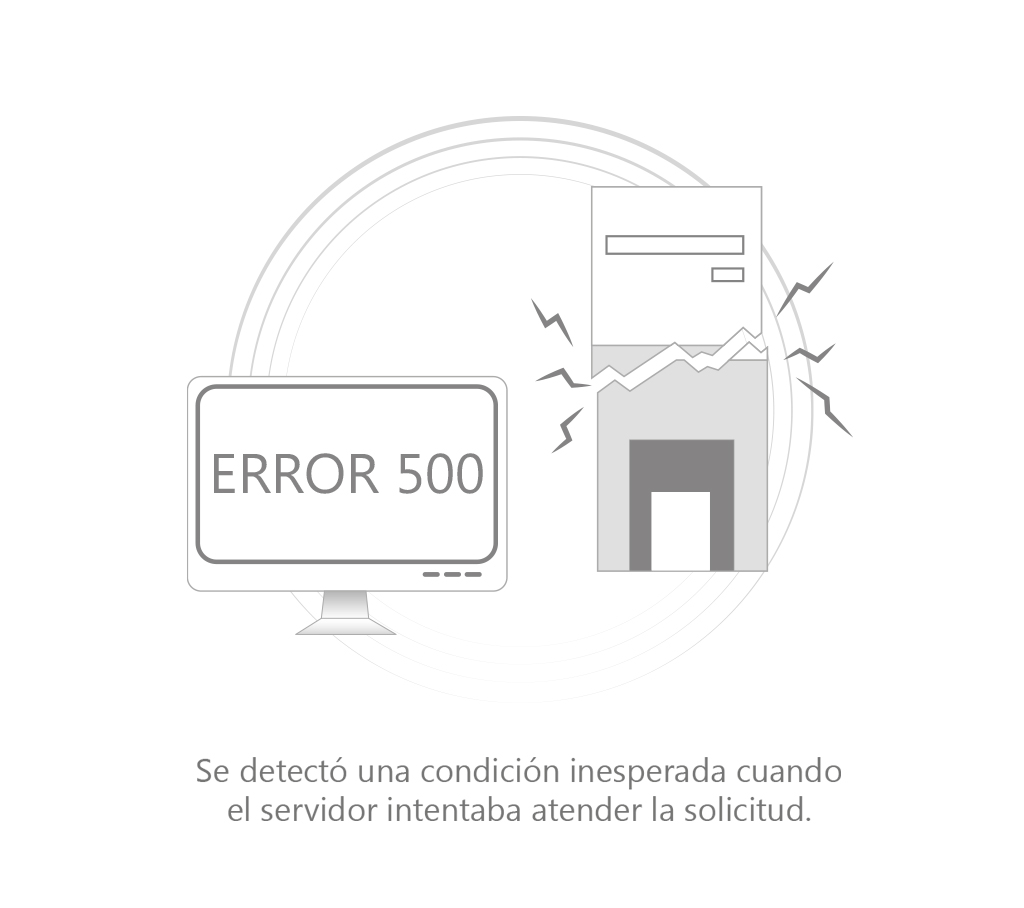 ERROR 500
Se detectó una condición inesperada cuando
el servidor intentaba atender la solicitud.